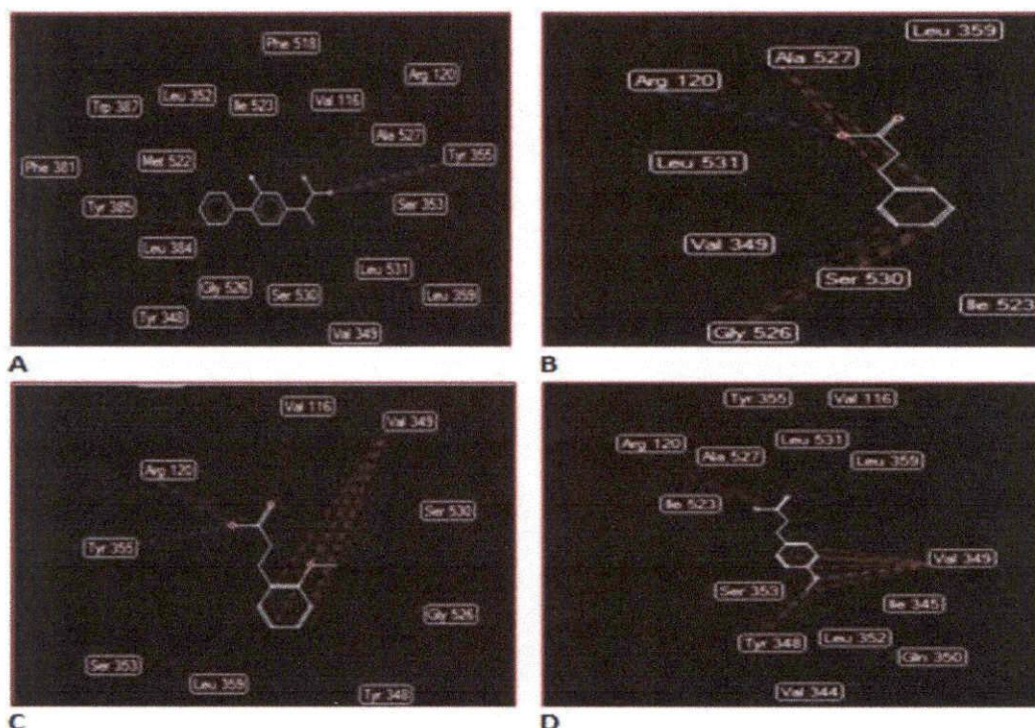 Phe 518
Arg 120
Leu 352
Ile 523
Val 116
Trp 387
Ala 527
Tyr 355
Phe 381
Met 522
Tyr 385
Ser 353
Leu 384
Leu 531
Gly 526
Ser 530
Leu 359
Tyr 348
Val 349
A
Leu 359
Ala 527
Arg 120
Leu 531
Val 349
Ser 530
Ile 523
Gly 526
B
Val 116
Val 349
Arg 120
Ser 530
Tyr 355
Gly 526
Ser 353
Leu 359
Tyr 348
C
Tyr 355
Val 116
Arg 120
Leu 531
Ala 527
Leu 359
Ile 523
Val 349
Ser 353
Ile 345
Tyr 348
Leu 352
Gln 350
Val 344
D